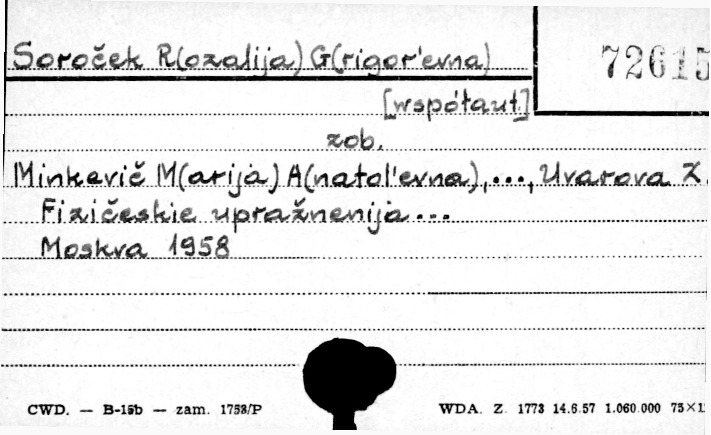 Soroček R(ozalija) G(rigor'evna)
72615
[współaut.]
zob.
Minkevič M(arija) A(natol'evna),..., Uvarova Z.
Fizičeskie upražnenija...
Moskva 1958
CWD. — B-15b — zam. 1758/P
WDA. Z. 1773 14.6.57 1.060.000 75×1